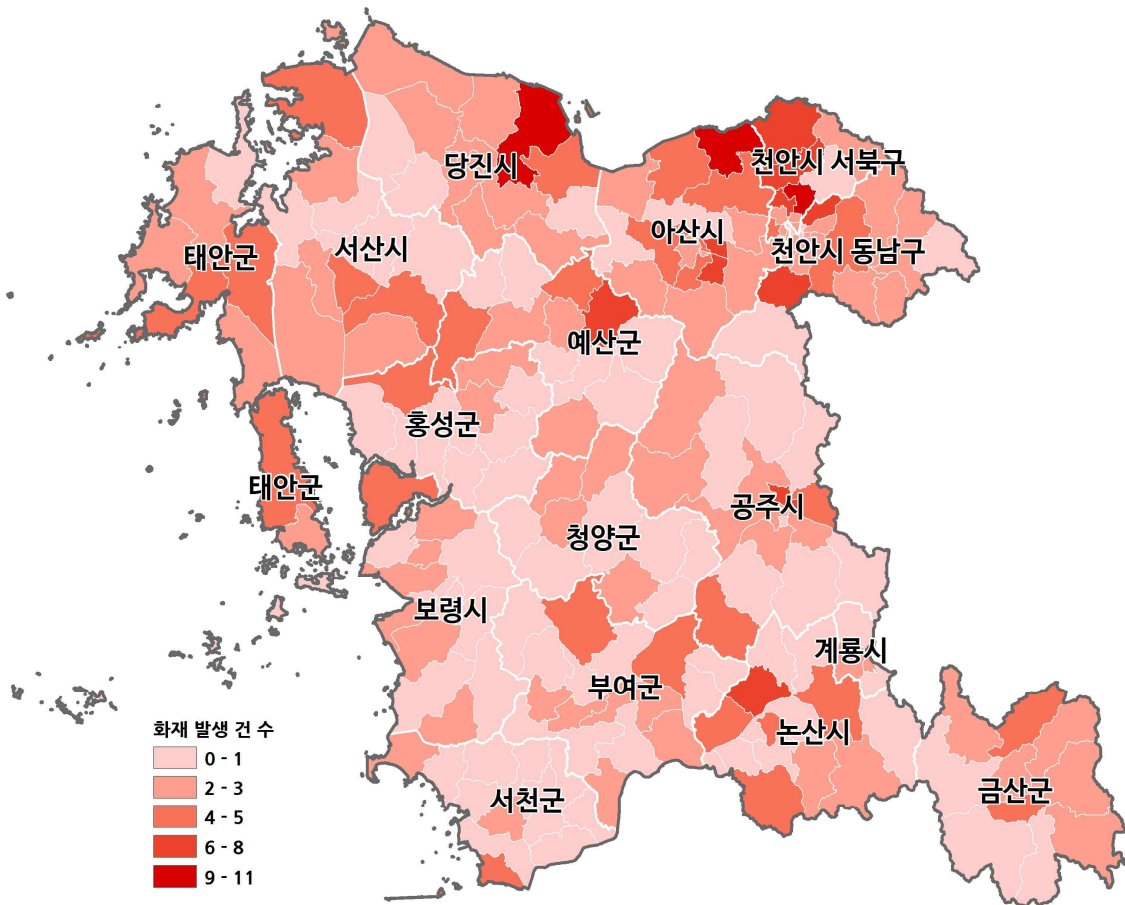 천안시 서북구
당진시
아산시
태안군
서산시
천안시 동남구
예산군
홍성군
태안군
공주시
청양군
보령시
계룡시
부여군
논산시
금산군
서천군
화재 발생 건 수
0 - 1
2 - 3
4 - 5
6 - 8
9 - 11